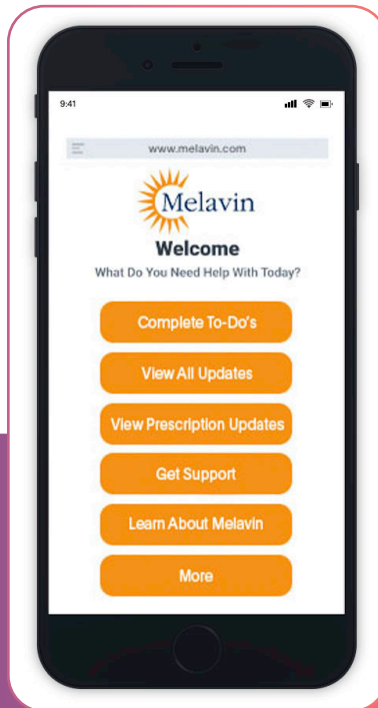 9:41
www.melavin.com
Melavin
Welcome
What Do You Need Help With Today?
Complete To-Do's
View All Updates
View Prescription Updates
Get Support
Learn About Melavin
More